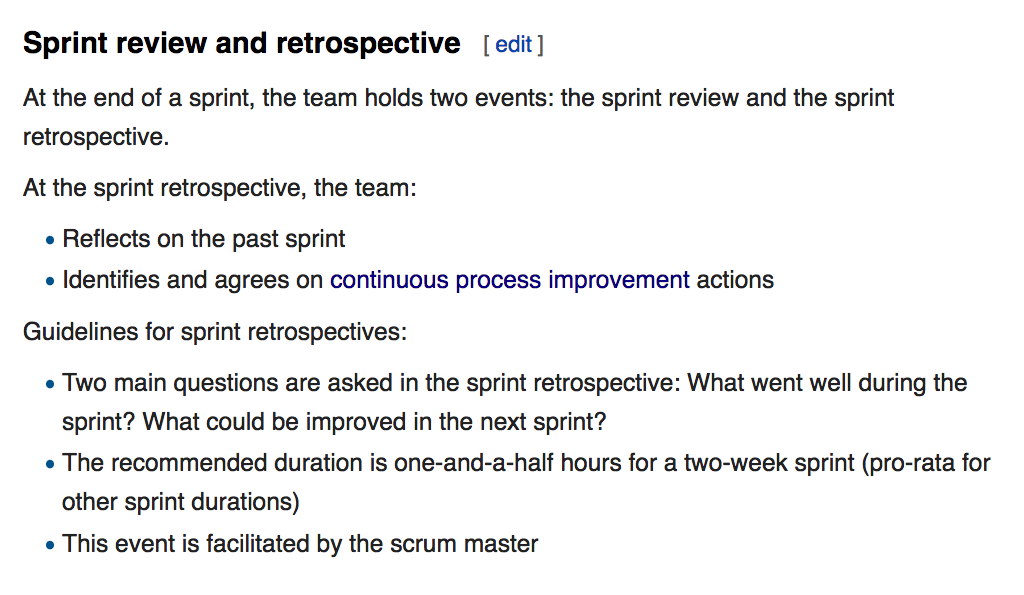 Sprint review and retrospective [ edit ]
At the end of a sprint, the team holds two events: the sprint review and the sprint
retrospective.
At the sprint retrospective, the team:
• Reflects on the past sprint
• Identifies and agrees on continuous process improvement actions
Guidelines for sprint retrospectives:
• Two main questions are asked in the sprint retrospective: What went well during the
sprint? What could be improved in the next sprint?
• The recommended duration is one-and-a-half hours for a two-week sprint (pro-rata for
other sprint durations)
• This event is facilitated by the scrum master